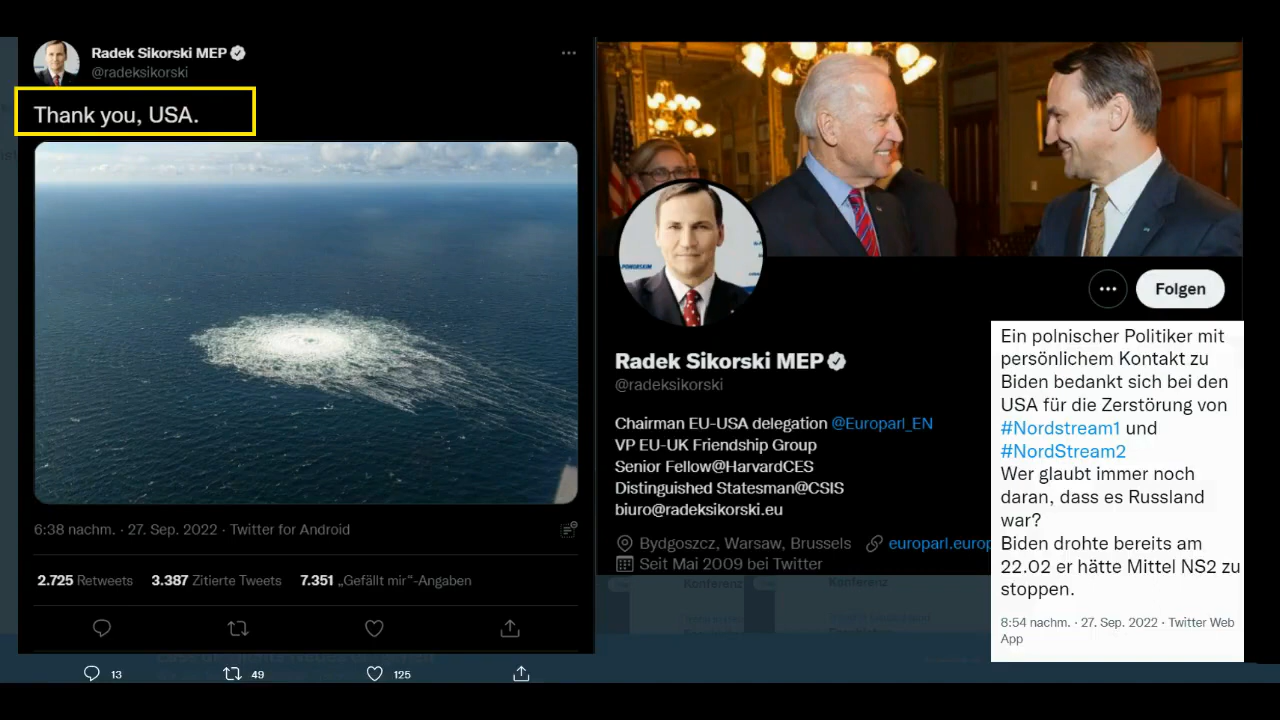 Radek Sikorski MEP
@radeksikorski
Thank you, USA.
6:38 nachm. · 27. Sep. 2022 · Twitter for Android
2.725 Retweets 3.387 Zitierte Tweets 7.351 „Gefällt mir“-Angaben
13 49 125
Folgen
Radek Sikorski MEP
@radeksikorski
Chairman EU-USA delegation @Europarl_EN
VP EU-UK Friendship Group
Senior Fellow@HarvardCES
Distinguished Statesman@CSIS
biuro@radeksikorski.eu
Bydgoszcz, Warsaw, Brussels europarl.europ
Seit Mai 2009 bei Twitter
Konferenz
Ein polnischer Politiker mit
persönlichem Kontakt zu
Biden bedankt sich bei den
USA für die Zerstörung von
#Nordstream1 und
#NordStream2
Wer glaubt immer noch
daran, dass es Russland
war?
Biden drohte bereits am
22.02 er hätte Mittel NS2 zu
stoppen.
8:54 nachm. · 27. Sep. 2022 · Twitter Web
App